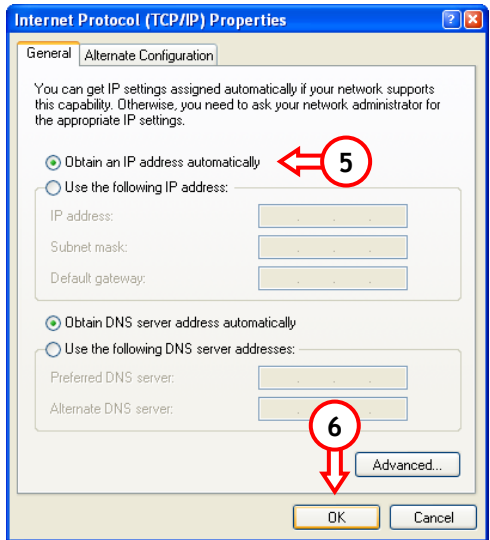 Internet Protocol (TCP/IP) Properties
General
Alternate Configuration
You can get IP settings assigned automatically if your network supports
this capability. Otherwise, you need to ask your network administrator for
the appropriate IP settings.
Obtain an IP address automatically
5
Use the following IP address:
IP address:
Subnet mask:
Default gateway:
Obtain DNS server address automatically
Use the following DNS server addresses:
Preferred DNS server:
Alternate DNS server:
6
Advanced...
OK
Cancel